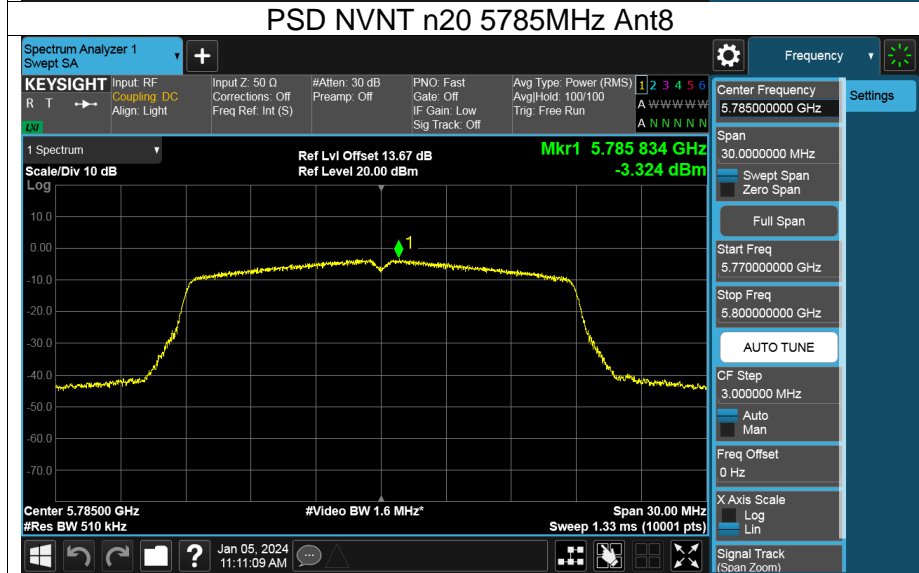 PSD NVNT n20 5785MHz Ant8
Spectrum Analyzer 1
Swept SA
+
Frequency
KEYSIGHT
R T
LXI
Input: RF
Coupling: DC
Align: Light
Input Z: 50 Ω
Corrections: Off
Freq Ref: Int (S)
#Atten: 30 dB
Preamp: Off
PNO: Fast
Gate: Off
IF Gain: Low
Sig Track: Off
Avg Type: Power (RMS)
Avg|Hold: 100/100
Trig: Free Run
1 2 3 4 5 6
A W W W W W
A N N N N N
1 Spectrum
Scale/Div 10 dB
Log
Ref Lvl Offset 13.67 dB
Ref Level 20.00 dBm
Mkr1 5.785 834 GHz
-3.324 dBm
10.0
0.00
-10.0
-20.0
-30.0
-40.0
-50.0
-60.0
-70.0
1
Center 5.78500 GHz
#Res BW 510 kHz
#Video BW 1.6 MHz*
Span 30.00 MHz
Sweep 1.33 ms (10001 pts)
?
Jan 05, 2024
11:11:09 AM
Center Frequency
5.785000000 GHz
Settings
Span
30.0000000 MHz
Swept Span
Zero Span
Full Span
Start Freq
5.770000000 GHz
Stop Freq
5.800000000 GHz
AUTO TUNE
CF Step
3.000000 MHz
Auto
Man
Freq Offset
0 Hz
X Axis Scale
Log
Lin
Signal Track
(Span Zoom)